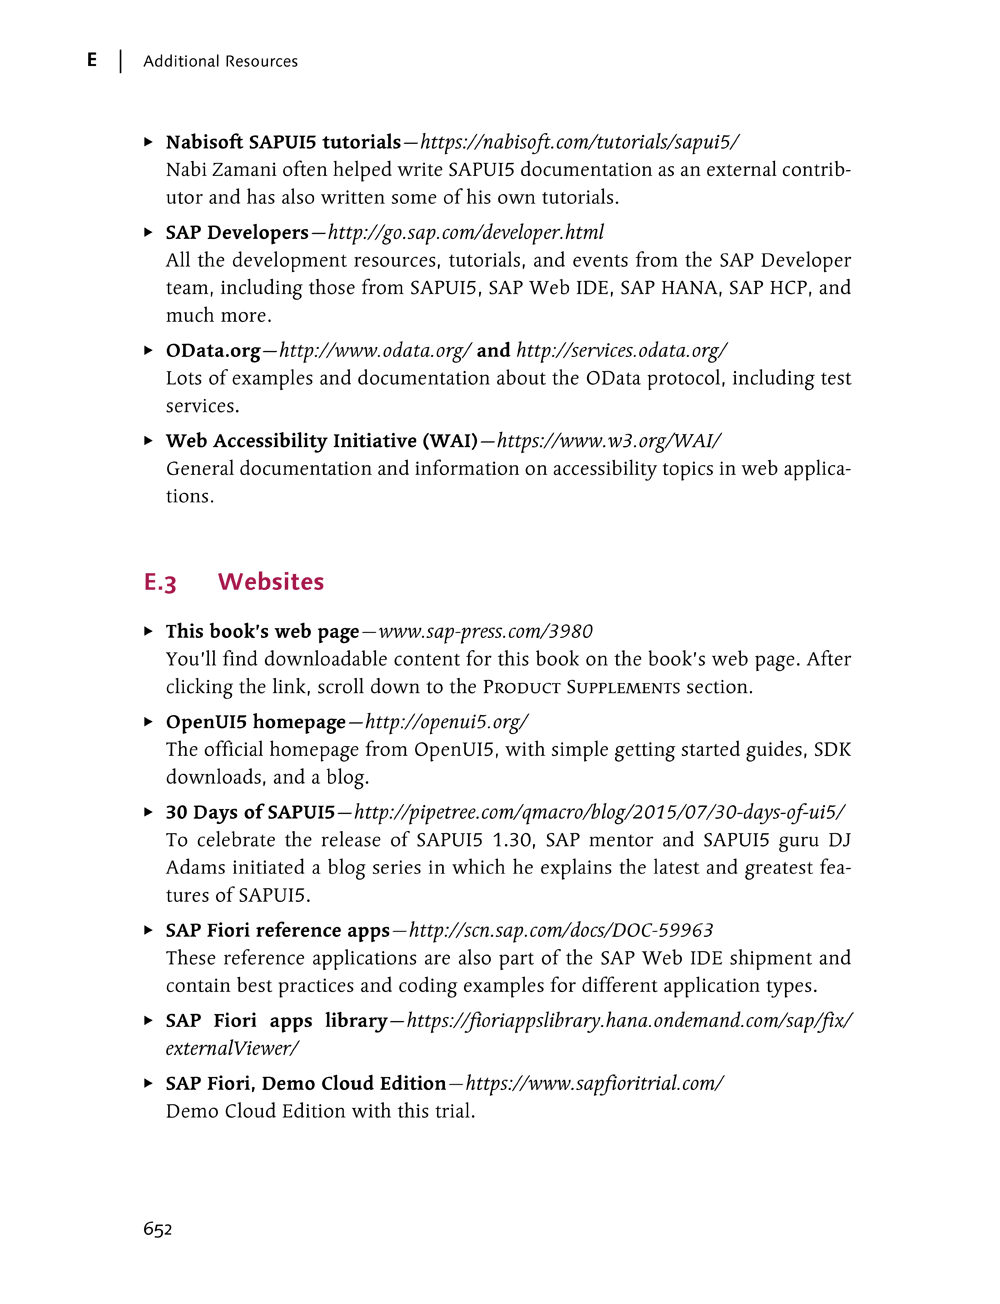 E | Additional Resources
▶ Nabisoft SAPUI5 tutorials—https://nabisoft.com/tutorials/sapui5/
Nabi Zamani often helped write SAPUI5 documentation as an external contrib-
utor and has also written some of his own tutorials.
▶ SAP Developers—http://go.sap.com/developer.html
All the development resources, tutorials, and events from the SAP Developer
team, including those from SAPUI5, SAP Web IDE, SAP HANA, SAP HCP, and
much more.
▶ OData.org—http://www.odata.org/ and http://services.odata.org/
Lots of examples and documentation about the OData protocol, including test
services.
▶ Web Accessibility Initiative (WAI)—https://www.w3.org/WAI/
General documentation and information on accessibility topics in web applica-
tions.
E.3 Websites
▶ This book's web page—www.sap-press.com/3980
You'll find downloadable content for this book on the book's web page. After
clicking the link, scroll down to the PRODUCT SUPPLEMENTS section.
▶ OpenUI5 homepage—http://openui5.org/
The official homepage from OpenUI5, with simple getting started guides, SDK
downloads, and a blog.
▶ 30 Days of SAPUI5—http://pipetree.com/qmacro/blog/2015/07/30-days-of-ui5/
To celebrate the release of SAPUI5 1.30, SAP mentor and SAPUI5 guru DJ
Adams initiated a blog series in which he explains the latest and greatest fea-
tures of SAPUI5.
▶ SAP Fiori reference apps—http://scn.sap.com/docs/DOC-59963
These reference applications are also part of the SAP Web IDE shipment and
contain best practices and coding examples for different application types.
▶ SAP Fiori apps library—https://fioriappslibrary.hana.ondemand.com/sap/fix/
externalViewer/
▶ SAP Fiori, Demo Cloud Edition—https://www.sapfioritrial.com/
Demo Cloud Edition with this trial.
652